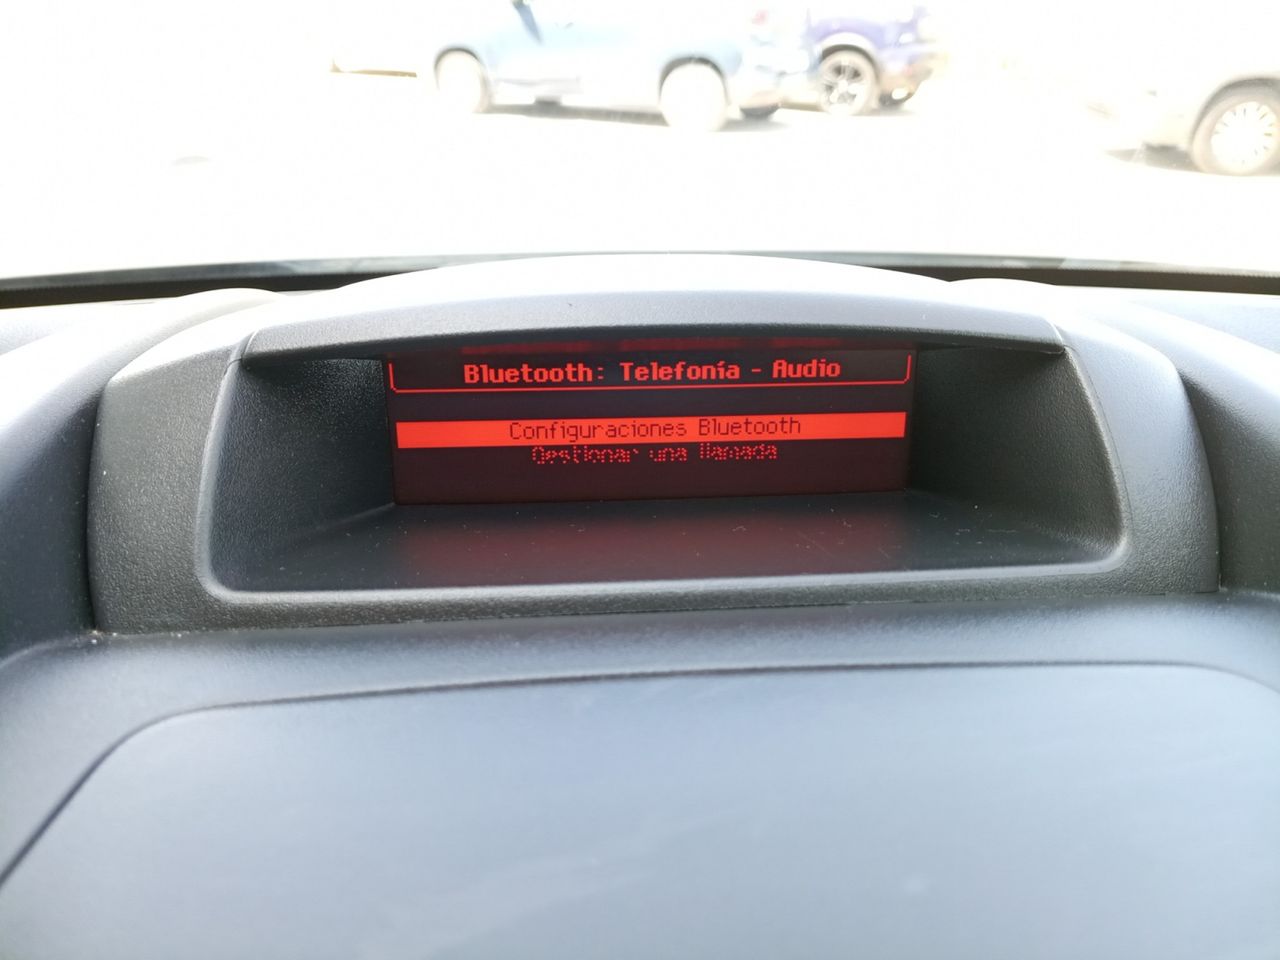 Bluetooth: Telefonía - Audio
Configuraciones Bluetooth
Gestionar una llamada